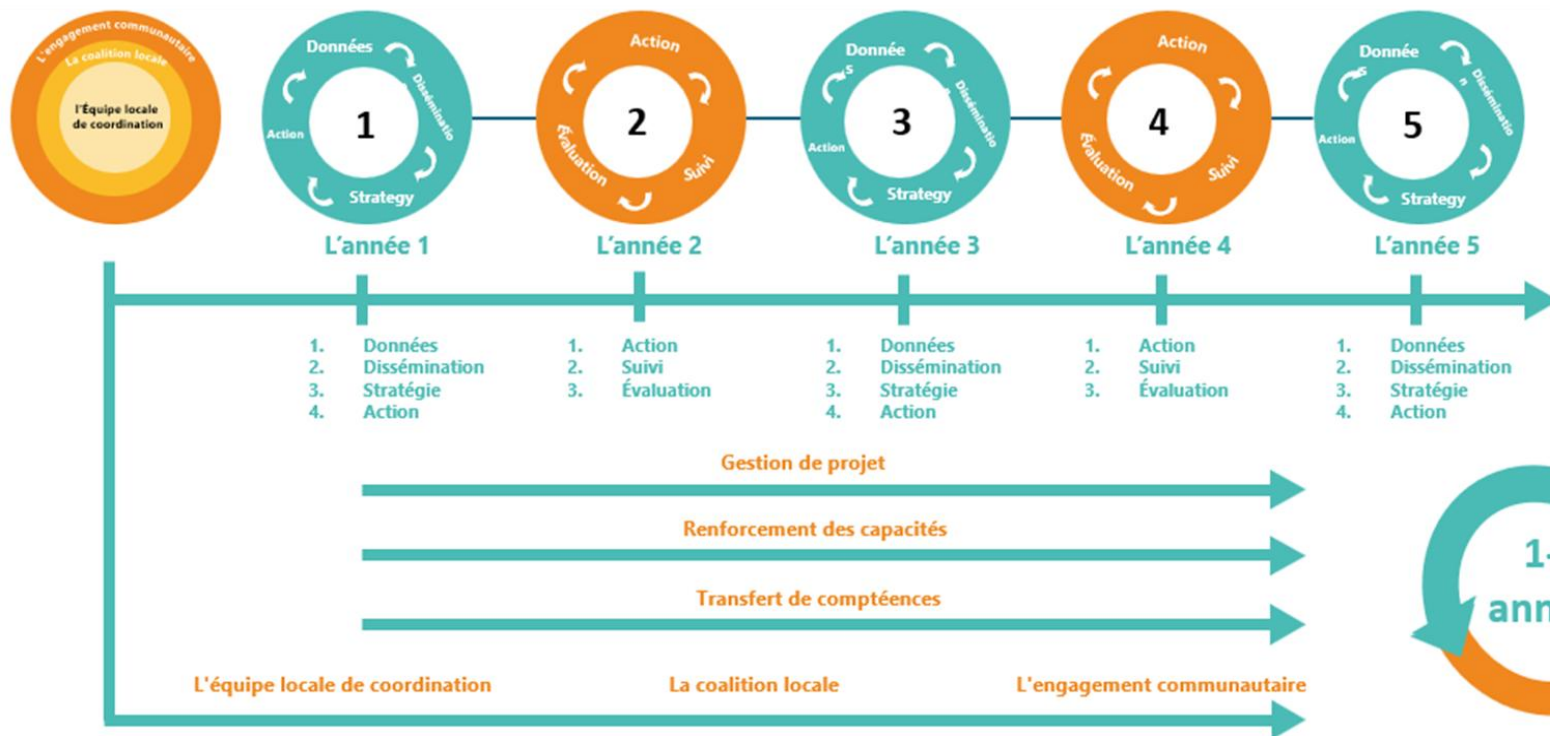 L'engagement communautaire
La coalition locale
l'Équipe locale
de coordination
Données
Disséminatio
Strategy
Action
1
Action
Suivi
Évaluation
2
Donnée
s
Disséminatio
n
Strategy
Action
3
Action
Suivi
Évaluation
4
Donnée
s
Disséminatio
n
Strategy
Action
5
L'année 1
L'année 2
L'année 3
L'année 4
L'année 5
1. Données
2. Dissémination
3. Stratégie
4. Action
1. Action
2. Suivi
3. Évaluation
1. Données
2. Dissémination
3. Stratégie
4. Action
1. Action
2. Suivi
3. Évaluation
1. Données
2. Dissémination
3. Stratégie
4. Action
Gestion de projet
Renforcement des capacités
Transfert de comptéences
L'équipe locale de coordination
La coalition locale
L'engagement communautaire
1-